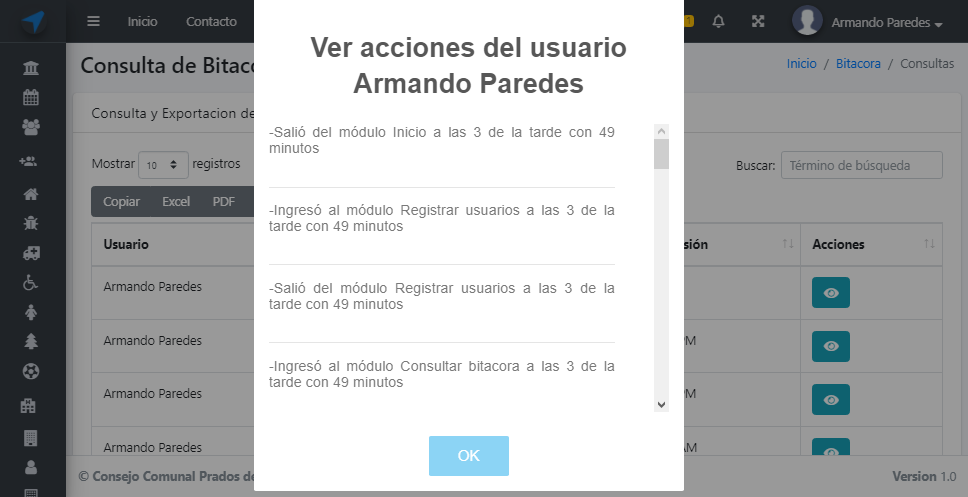 Inicio Contacto
1
Armando Paredes
Consulta de Bitaco
Inicio / Bitacora / Consultas
Consulta y Exportacion de
Mostrar 10 registros
Buscar: Término de búsqueda
Copiar Excel PDF
Usuario
sión
Acciones
Armando Paredes
Armando Paredes
PM
Armando Paredes
PM
Armando Paredes
AM
© Consejo Comunal Prados de
Version 1.0
Ver acciones del usuario
Armando Paredes
-Salió del módulo Inicio a las 3 de la tarde con 49
minutos
-Ingresó al módulo Registrar usuarios a las 3 de la
tarde con 49 minutos
-Salió del módulo Registrar usuarios a las 3 de la
tarde con 49 minutos
-Ingresó al módulo Consultar bitacora a las 3 de la
tarde con 49 minutos
OK